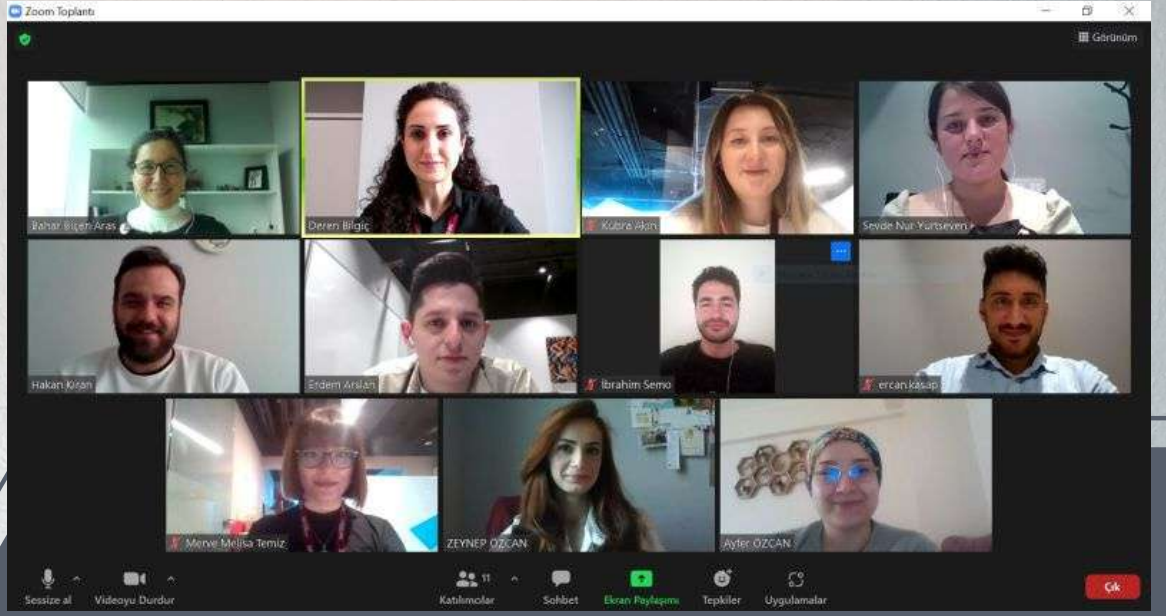 Zoom Toplantı
Görünüm
Bahar Biçen Aras
Deren Bilgiç
Kübra Akın
Sevde Nur Yurtseven
Hakan Kıran
Erdem Arslan
İbrahim Semo
ercan kasap
Merve Melisa Temiz
ZEYNEP ÖZCAN
Ayfer ÖZCAN
11
Sessize al
Videoyu Durdur
Katılımcılar
Sohbet
Ekran Paylaşımı
Tepkiler
Uygulamalar
Çık